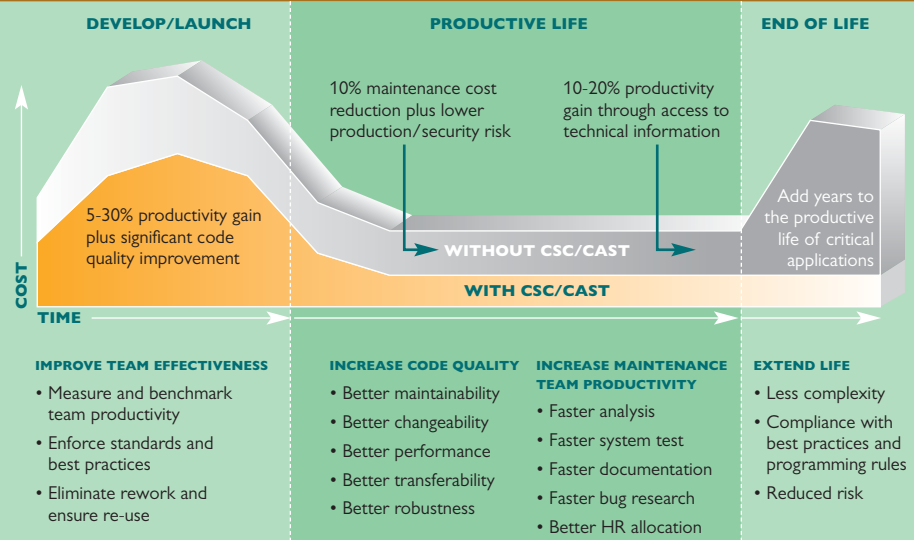 DEVELOP/LAUNCH
PRODUCTIVE LIFE
END OF LIFE
10% maintenance cost
reduction plus lower
production/security risk
10-20% productivity
gain through access to
technical information
5-30% productivity gain
plus significant code
quality improvement
Add years to
the productive
life of critical
applications
WITHOUT CSC/CAST
WITH CSC/CAST
COST
TIME
IMPROVE TEAM EFFECTIVENESS
• Measure and benchmark
team productivity
• Enforce standards and
best practices
• Eliminate rework and
ensure re-use
INCREASE CODE QUALITY
• Better maintainability
• Better changeability
• Better performance
• Better transferability
• Better robustness
INCREASE MAINTENANCE
TEAM PRODUCTIVITY
• Faster analysis
• Faster system test
• Faster documentation
• Faster bug research
• Better HR allocation
EXTEND LIFE
• Less complexity
• Compliance with
best practices and
programming rules
• Reduced risk